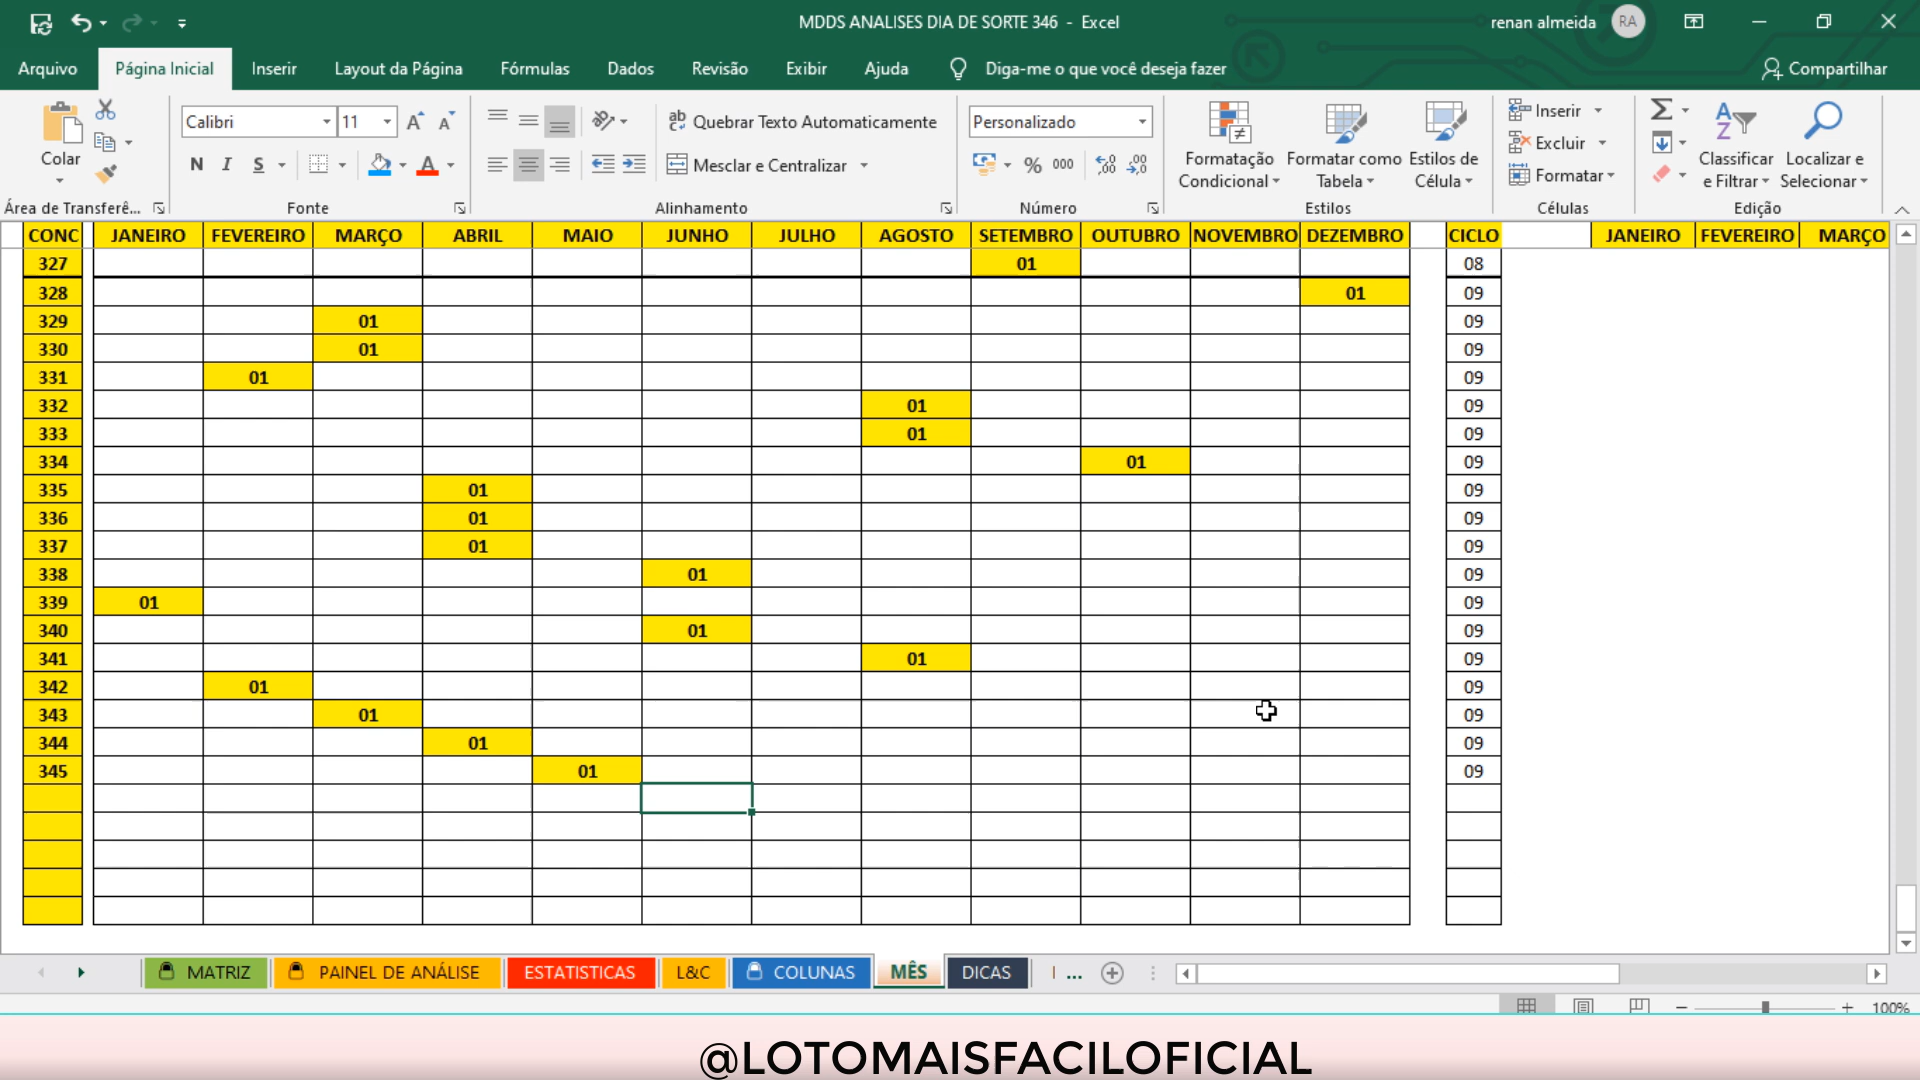 MDDS ANALISES DIA DE SORTE 346 - Excel
renan almeida RA
Arquivo Página Inicial Inserir Layout da Página Fórmulas Dados Revisão Exibir Ajuda Diga-me o que você deseja fazer Compartilhar
Colar
Área de Transferê...
Calibri 11
N I S
Fonte
Quebrar Texto Automaticamente
Mesclar e Centralizar
Alinhamento
Personalizado
% 000
Número
Formatação Condicional
Formatar como Tabela
Estilos de Célula
Estilos
Inserir
Excluir
Formatar
Células
Classificar e Filtrar
Localizar e Selecionar
Edição
CONC JANEIRO FEVEREIRO MARÇO ABRIL MAIO JUNHO JULHO AGOSTO SETEMBRO OUTUBRO NOVEMBRO DEZEMBRO CICLO JANEIRO FEVEREIRO MARÇO
327 01 08
328 01 09
329 01 09
330 01 09
331 01 09
332 01 09
333 01 09
334 01 09
335 01 09
336 01 09
337 01 09
338 01 09
339 01 09
340 01 09
341 01 09
342 01 09
343 01 09
344 01 09
345 01 09
MATRIZ PAINEL DE ANÁLISE ESTATISTICAS L&C COLUNAS MÊS DICAS ...
100%
@LOTOMAISFACILOFICIAL